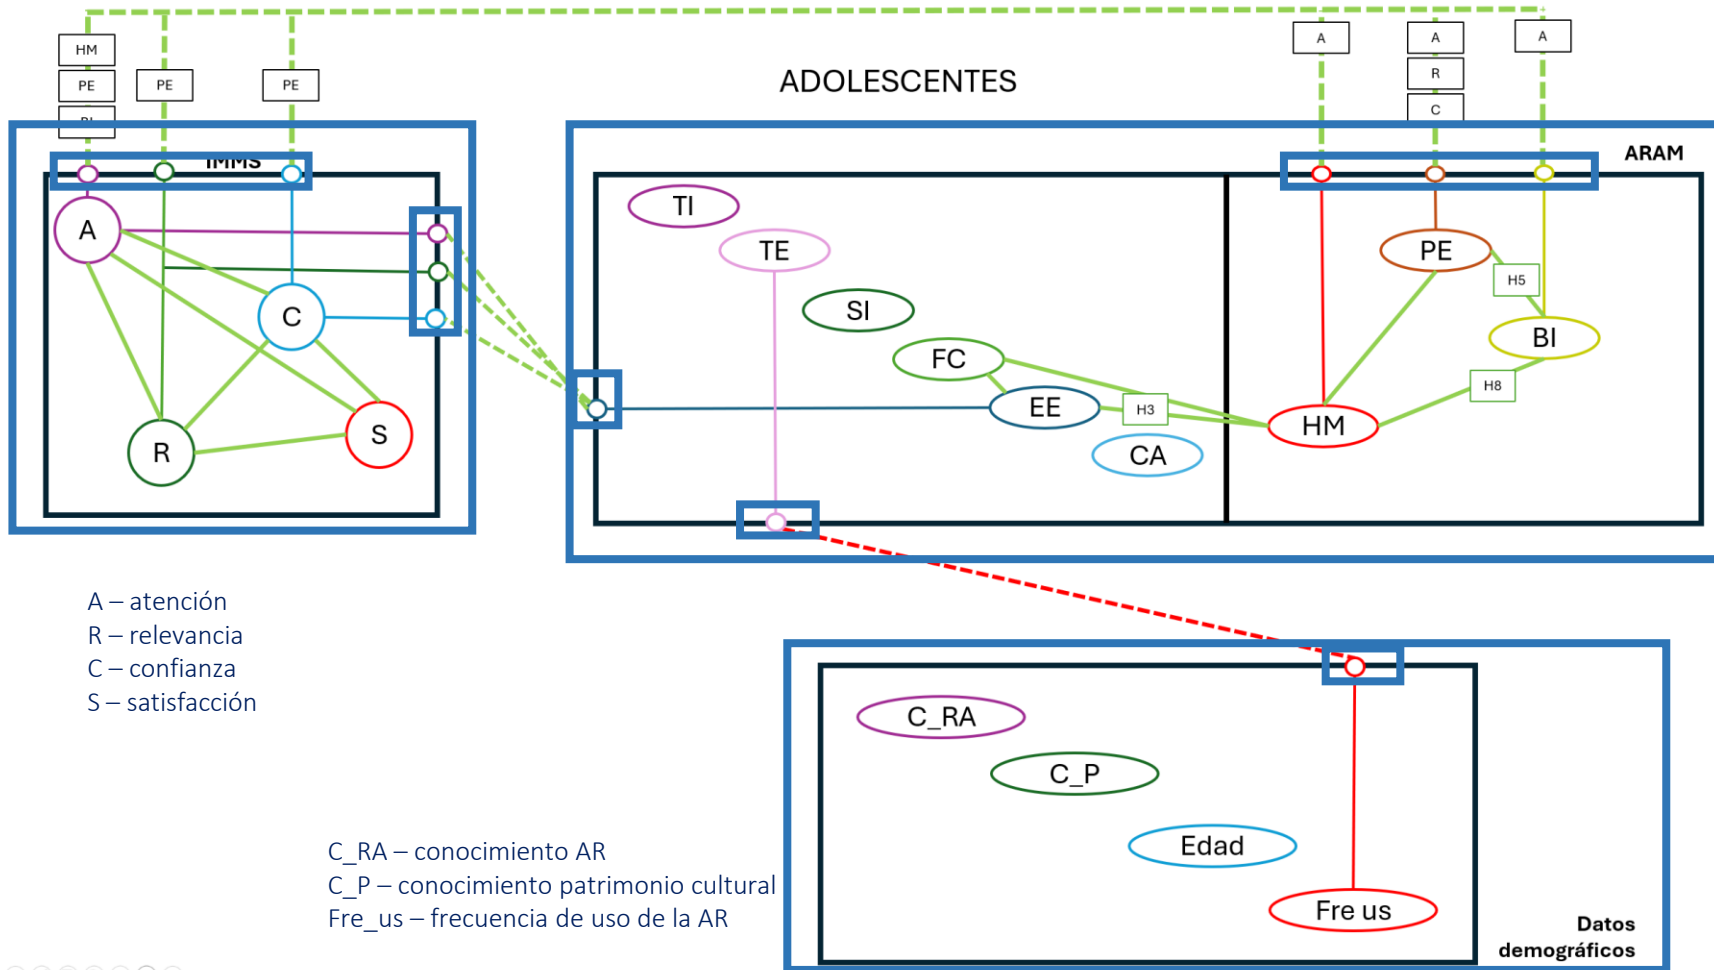 HM
PE
PE
PE
A
A
A
R
C
ADOLESCENTES
IMMS
ARAM
A
C
R
S
TI
TE
SI
FC
EE
CA
H3
PE
H5
BI
H8
HM
A – atención
R – relevancia
C – confianza
S – satisfacción
C_RA
C_P
Edad
Fre us
C_RA – conocimiento AR
C_P – conocimiento patrimonio cultural
Fre_us – frecuencia de uso de la AR
Datos
demográficos